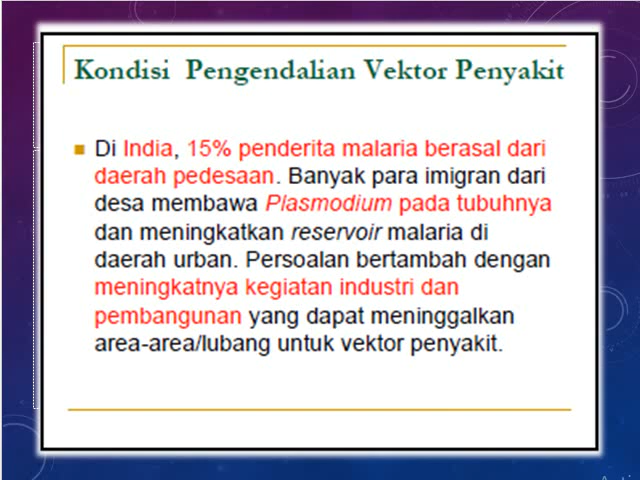 Kondisi Pengendalian Vektor Penyakit
Di India, 15% penderita malaria berasal dari
daerah pedesaan. Banyak para imigran dari
desa membawa Plasmodium pada tubuhnya
dan meningkatkan reservoir malaria di
daerah urban. Persoalan bertambah dengan
meningkatnya kegiatan industri dan
pembangunan yang dapat meninggalkan
area-area/lubang untuk vektor penyakit.